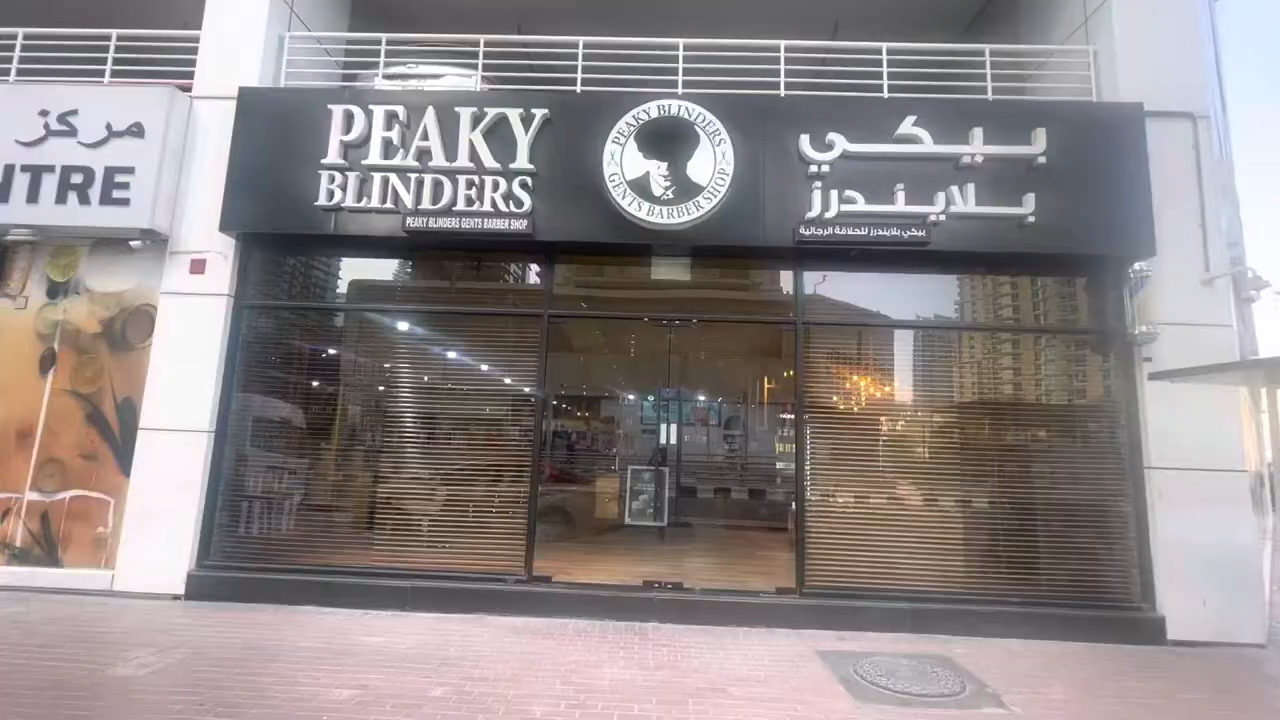 مركز
NTRE
PEAKY
BLINDERS
PEAKY BLINDERS GENTS BARBER SHOP
PEAKY BLINDERS
GENTS BARBER SHOP
بيكي
بلايندرز
بيكي بلايندرز للحلاقة الرجالية